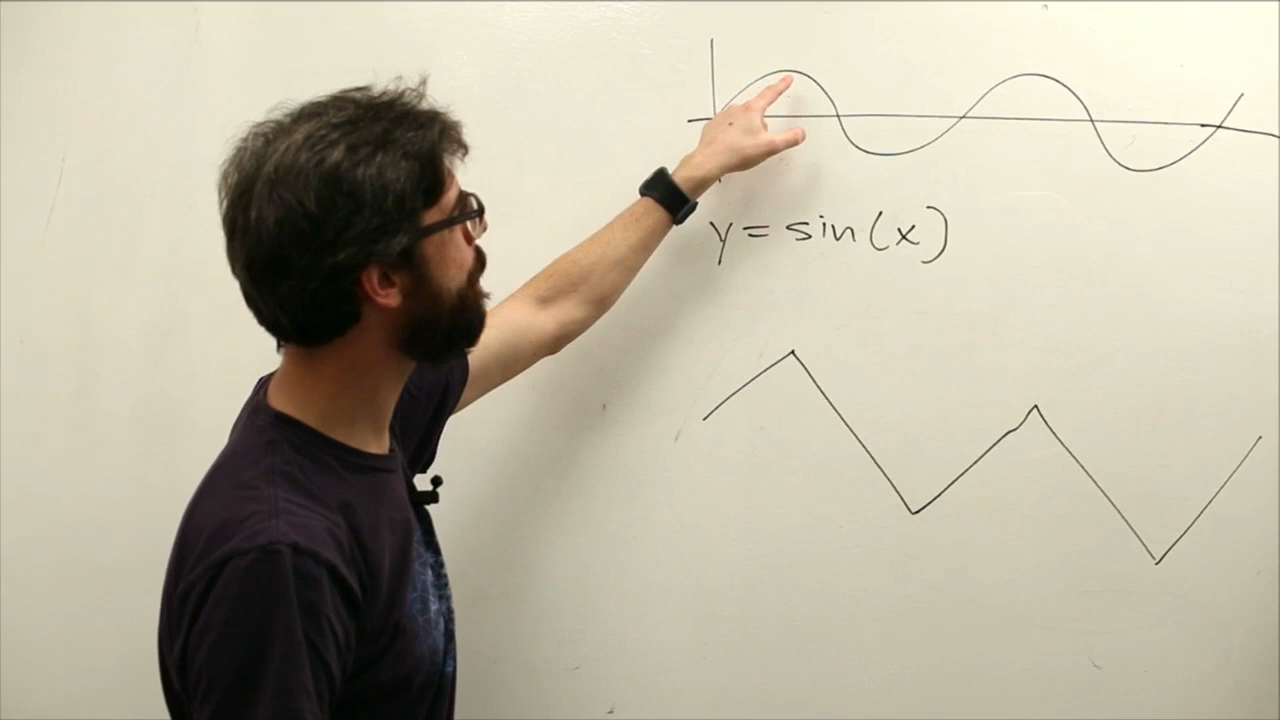 y = sin(x)